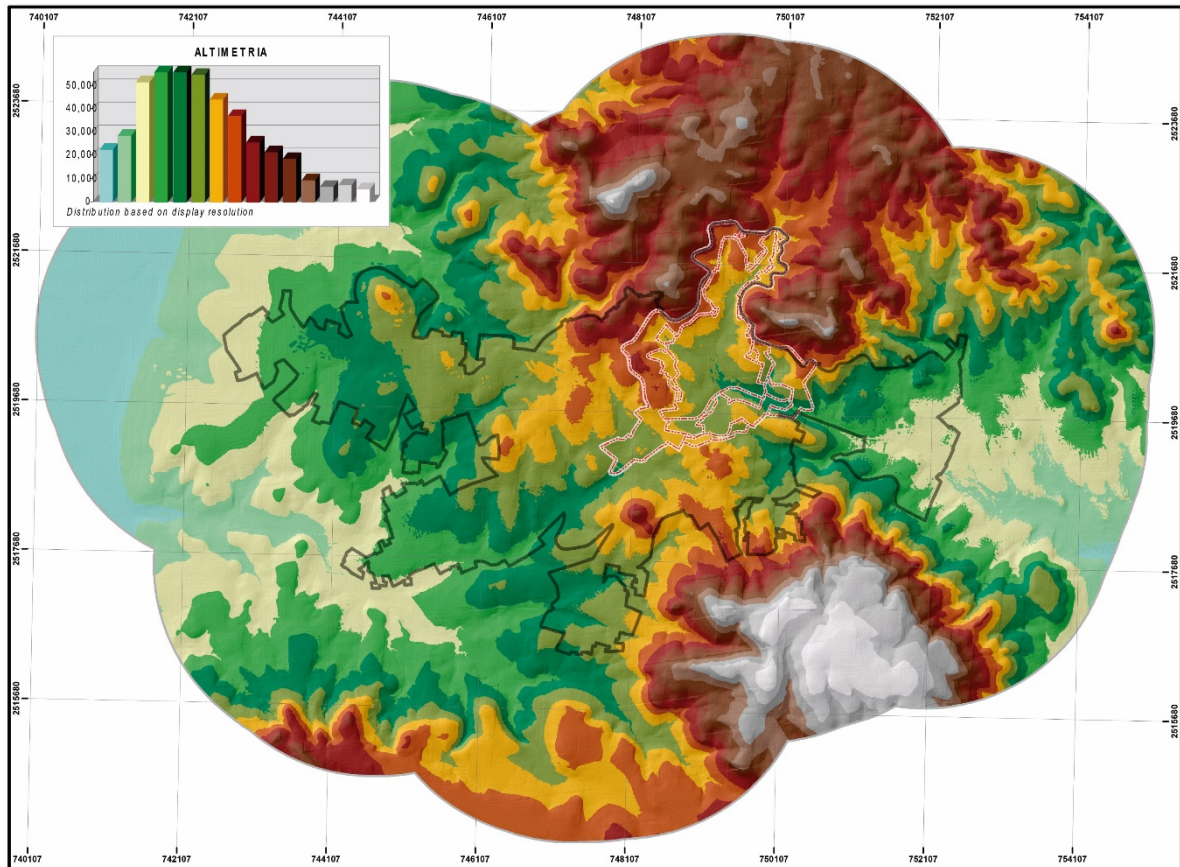 740107 742107 744107 746107 748107 750107 752107 754107
ALTIMETRIA
50,000
40,000
30,000
20,000
10,000
0
Distribution based on display resolution
2523680 2523680
2521680 2521680
2519680 2519680
2517680 2517680
2515680 2515680
740107 742107 744107 746107 748107 750107 752107 754107